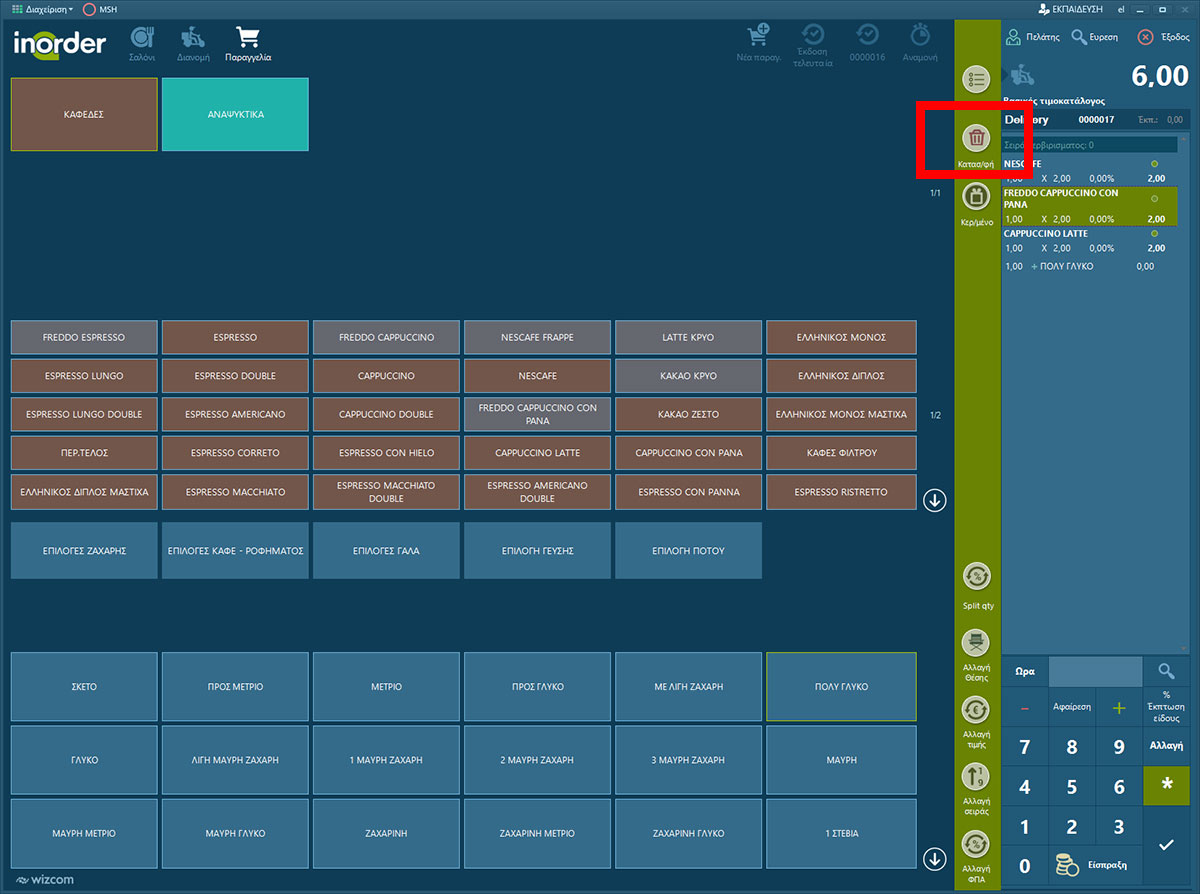 Διαχείριση
MSH
ΕΚΠΑΙΔΕΥΣΗ
el
inorder
Σαλόνι
Διανομή
Παραγγελία
Νέα παραγ.
Έκδοση
τελευταία
0000016
Αναμονή
Πελάτης
Ευρεση
Έξοδος
6,00
Βασικός τιμοκατάλογος
Delivery
0000017
Έκπ.:
0,00
ΚΑΦΕΔΕΣ
ΑΝΑΨΥΚΤΙΚΑ
1/1
Κατασ/φή
Κερ/μένο
Σειρά σερβιρισματος: 0
NESCAFE
1,00 X 2,00 0,00% 2,00
FREDDO CAPPUCCINO CON
PANA
1,00 X 2,00 0,00% 2,00
CAPPUCCINO LATTE
1,00 X 2,00 0,00% 2,00
1,00 + ΠΟΛΥ ΓΛΥΚΟ 0,00
FREDDO ESPRESSO
ESPRESSO
FREDDO CAPPUCCINO
NESCAFE FRAPPE
LATTE ΚΡΥΟ
ΕΛΛΗΝΙΚΟΣ ΜΟΝΟΣ
ESPRESSO LUNGO
ESPRESSO DOUBLE
CAPPUCCINO
NESCAFE
ΚΑΚΑΟ ΚΡΥΟ
ΕΛΛΗΝΙΚΟΣ ΔΙΠΛΟΣ
ESPRESSO LUNGO DOUBLE
ESPRESSO AMERICANO
CAPPUCCINO DOUBLE
FREDDO CAPPUCCINO CON
PANA
ΚΑΚΑΟ ΖΕΣΤΟ
ΕΛΛΗΝΙΚΟΣ ΜΟΝΟΣ ΜΑΣΤΙΧΑ
1/2
ΠΕΡ.ΤΕΛΟΣ
ESPRESSO CORETO
ESPRESSO CON HIELO
CAPPUCCINO LATTE
CAPPUCCINO CON PANA
ΚΑΦΕΣ ΦΙΛΤΡΟΥ
ΕΛΛΗΝΙΚΟΣ ΔΙΠΛΟΣ ΜΑΣΤΙΧΑ
ESPRESSO MACCHIATO
ESPRESSO MACCHIATO
DOUBLE
ESPRESSO AMERICANO
DOUBLE
ESPRESSO CON PANNA
ESPRESSO RISTRETTO
ΕΠΙΛΟΓΕΣ ΖΑΧΑΡΗΣ
ΕΠΙΛΟΓΕΣ ΚΑΦΕ - ΡΟΦΗΜΑΤΟΣ
ΕΠΙΛΟΓΕΣ ΓΑΛΑ
ΕΠΙΛΟΓΗ ΓΕΥΣΗΣ
ΕΠΙΛΟΓΗ ΠΟΤΟΥ
ΣΚΕΤΟ
ΠΡΟΣ ΜΕΤΡΙΟ
ΜΕΤΡΙΟ
ΠΡΟΣ ΓΛΥΚΟ
ΜΕ ΛΙΓΗ ΖΑΧΑΡΗ
ΠΟΛΥ ΓΛΥΚΟ
ΓΛΥΚΟ
ΛΙΓΗ ΜΑΥΡΗ ΖΑΧΑΡΗ
1 ΜΑΥΡΗ ΖΑΧΑΡΗ
2 ΜΑΥΡΗ ΖΑΧΑΡΗ
3 ΜΑΥΡΗ ΖΑΧΑΡΗ
ΜΑΥΡΗ
ΜΑΥΡΗ ΜΕΤΡΙΟ
ΜΑΥΡΗ ΓΛΥΚΟ
ΖΑΧΑΡΙΝΗ
ΖΑΧΑΡΙΝΗ ΜΕΤΡΙΟ
ΖΑΧΑΡΙΝΗ ΓΛΥΚΟ
1 ΣΤΕΒΙΑ
Split qty
Αλλαγή
Θέσης
Αλλαγή
τιμής
Αλλαγή
σειράς
Αλλαγή
ΦΠΑ
Ωρα
- Αφαίρεση +
%
Έκπτωση
είδους
7 8 9 Αλλαγή
4 5 6 *
1 2 3
0 Είσπραξη
wizcom